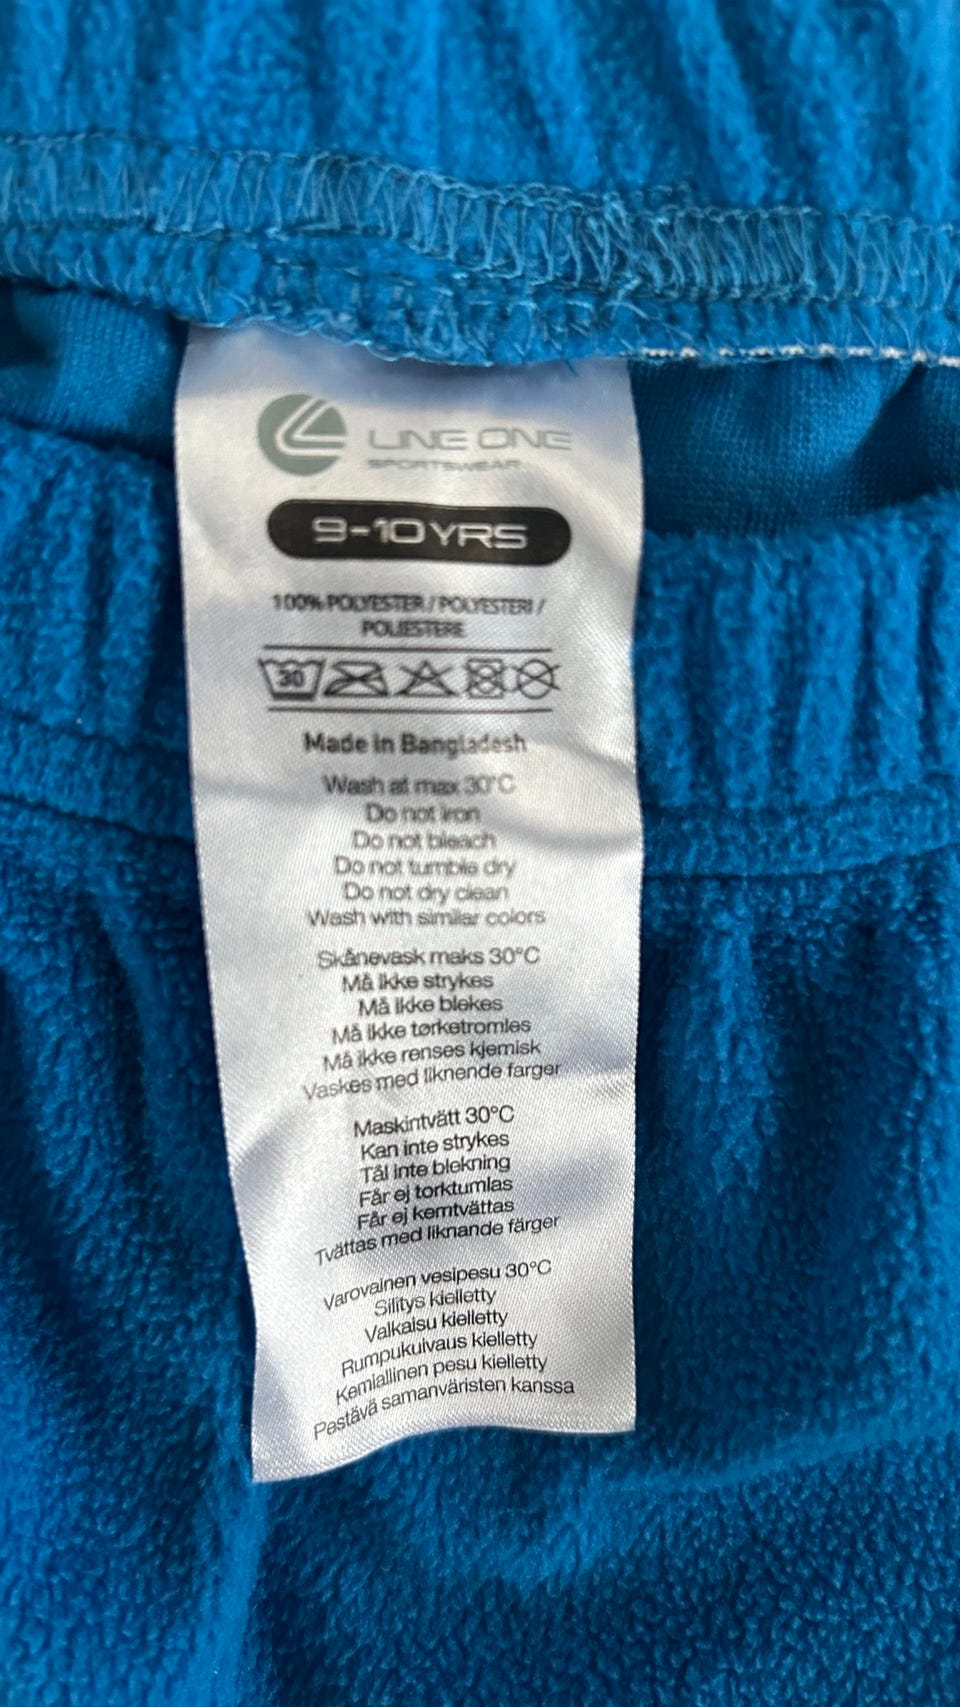 LINE ONE
SPORTSWEAR
9-10 YRS
100% POLYESTER / POLYESTERI /
POLIESTERE
30
Made in Bangladesh
Wash at max 30°C
Do not iron
Do not bleach
Do not tumble dry
Do not dry clean
Wash with similar colors
Skånevask maks 30°C
Må ikke strykes
Må ikke blekes
Må ikke tørketromles
Må ikke renses kjemisk
Vaskes med liknende farger
Maskintvätt 30°C
Kan inte strykes
Tål inte blekning
Får ej torktumlas
Får ej kemtvättas
Tvättas med liknande färger
Varovainen vesipesu 30°C
Silitys kielletty
Valkaisu kielletty
Rumpukuivaus kielletty
Kemiallinen pesu kielletty
Pestävä samanväristen kanssa